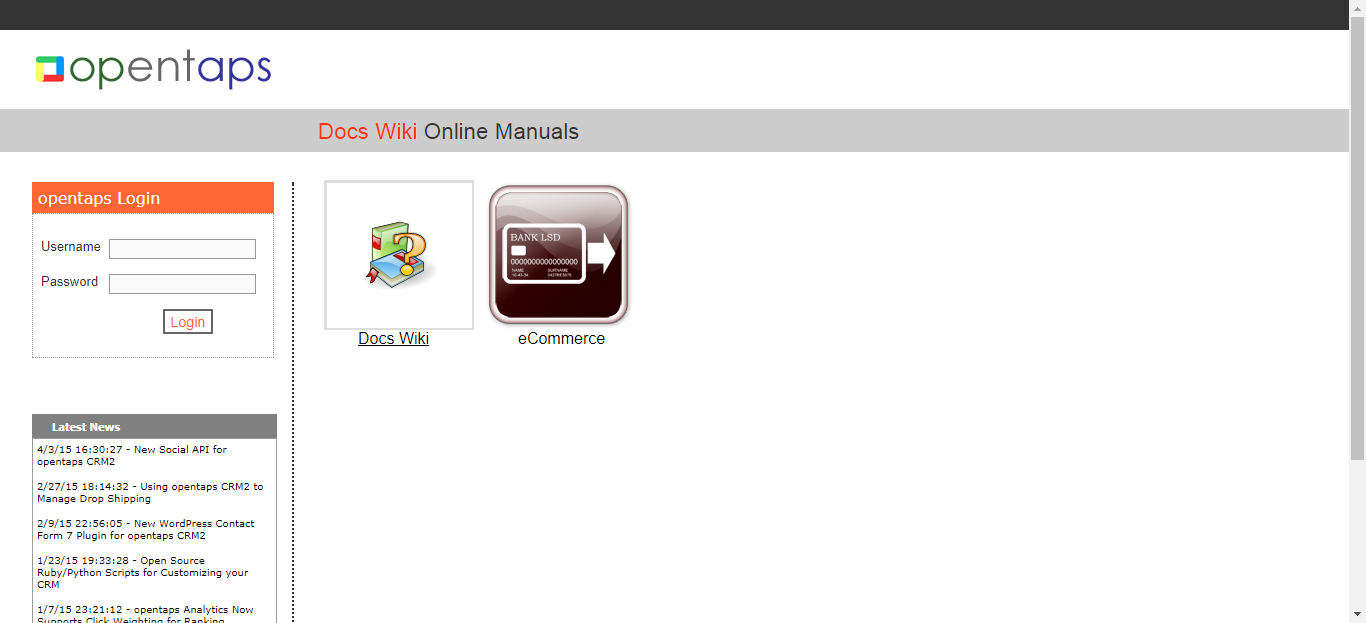 opentaps
Docs Wiki Online Manuals
opentaps Login
Username
Password
Login
BANK LSD
0000000000000000
NAME SURNAME
Docs Wiki
eCommerce
Latest News
4/3/15 16:30:27 - New Social API for
opentaps CRM2
2/27/15 18:14:32 - Using opentaps CRM2 to
Manage Drop Shipping
2/9/15 22:56:05 - New WordPress Contact
Form 7 Plugin for opentaps CRM2
1/23/15 19:33:28 - Open Source
Ruby/Python Scripts for Customizing your
CRM
1/7/15 23:21:12 - opentaps Analytics Now
Supports Click Weighting for Ranking